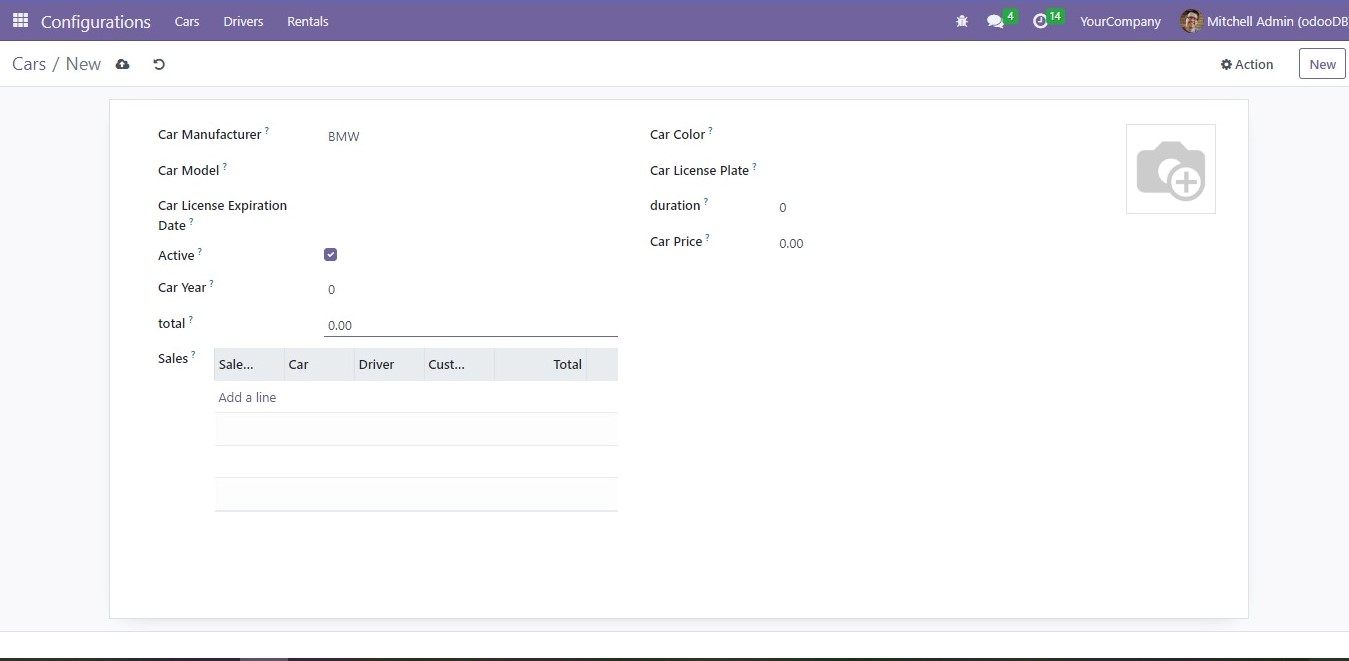 Configurations Cars Drivers Rentals 4 14 YourCompany Mitchell Admin (odooDB
Cars / New Action New
Car Manufacturer ? BMW
Car Model ?
Car License Expiration
Date ?
Active ?
Car Year ? 0
total ? 0.00
Sales ?
Sale... Car Driver Cust... Total
Add a line
Car Color ?
Car License Plate ?
duration ? 0
Car Price ? 0.00